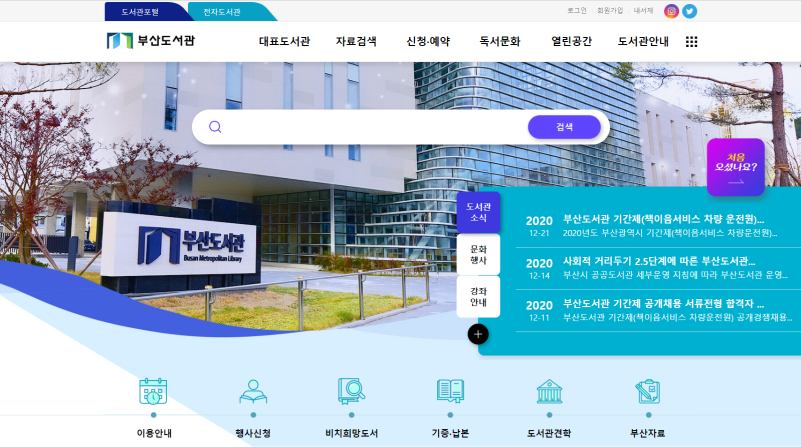 도서관포털
전자도서관
로그인 회원가입 내서재
부산도서관
대표도서관 자료검색 신청·예약 독서문화 열린공간 도서관안내
검색
처음
오셨나요?
부산도서관
Busan Metropolitan Library
도서관
소식
문화
행사
강좌
안내
2020 부산도서관 기간제(책이음서비스 차량 운전원)...
12-21 2020년도 부산광역시 기간제(책이음서비스 차량 운전원)...
2020 사회적 거리두기 2.5단계에 따른 부산도서관...
12-14 부산시 공공도서관 세부운영 지침에 따라 부산도서관 운영...
2020 부산도서관 기간제 공개채용 서류전형 합격자 ...
12-11 부산도서관 기간제(책이음서비스 차량운전원) 공개경쟁채용...
이용안내 행사신청 비치희망도서 기증·납본 도서관견학 부산자료